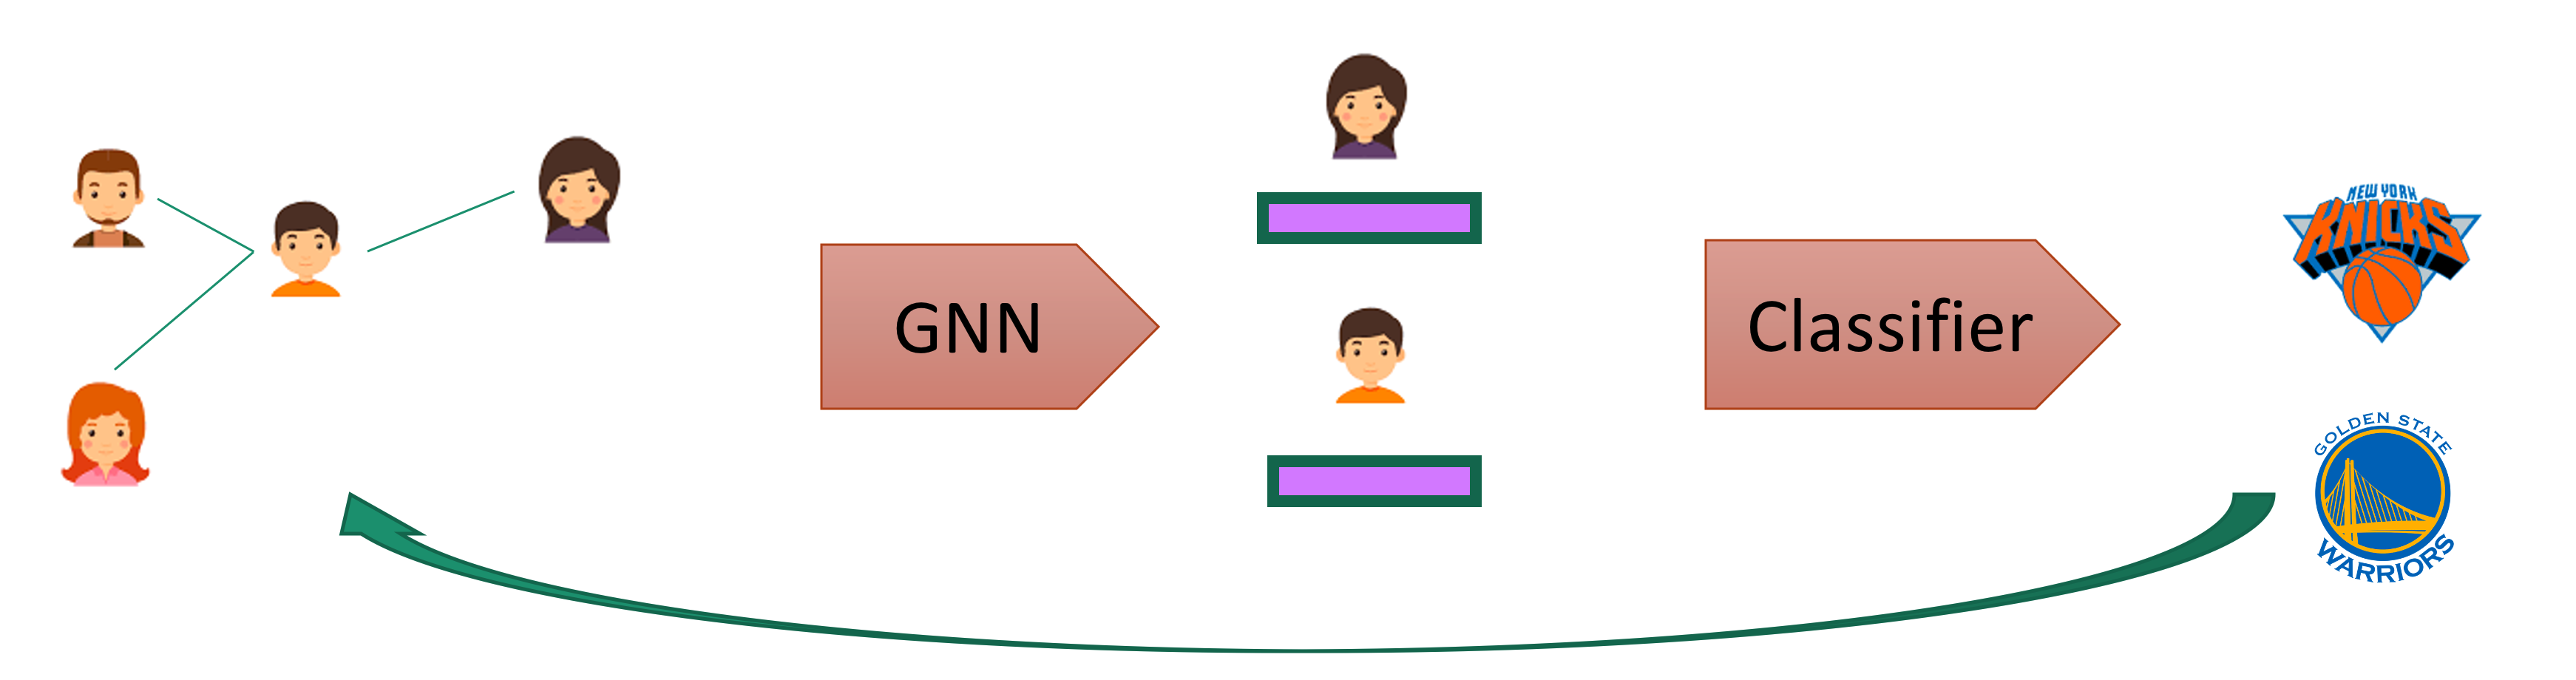 GNN
Classifier
NEW YORK
KNICKS
GOLDEN STATE
WARRIORS